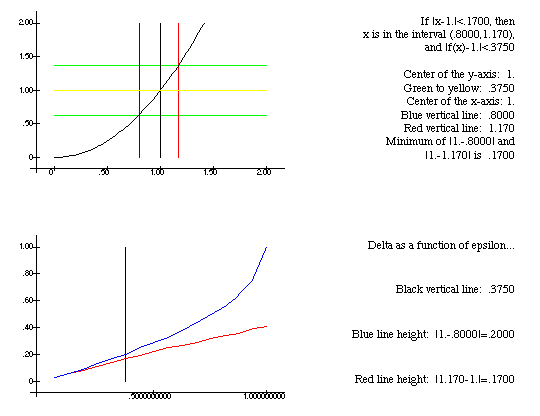 2.00
1.50
1.00
.50
0
0
.50
1.00
1.50
2.00
If |x-1.|<.1700, then
x is in the interval (.8000,1.170),
and |f(x)-1.|<.3750
Center of the y-axis: 1.
Green to yellow: .3750
Center of the x-axis: 1.
Blue vertical line: .8000
Red vertical line: 1.170
Minimum of |1.-.8000| and
|1.-1.170| is .1700
1.00
.80
.60
.40
.20
0
.500000000
1.00000000
Delta as a function of epsilon...
Black vertical line: .3750
Blue line height: |1.-.8000|=.2000
Red line height: |1.170-1.|=.1700